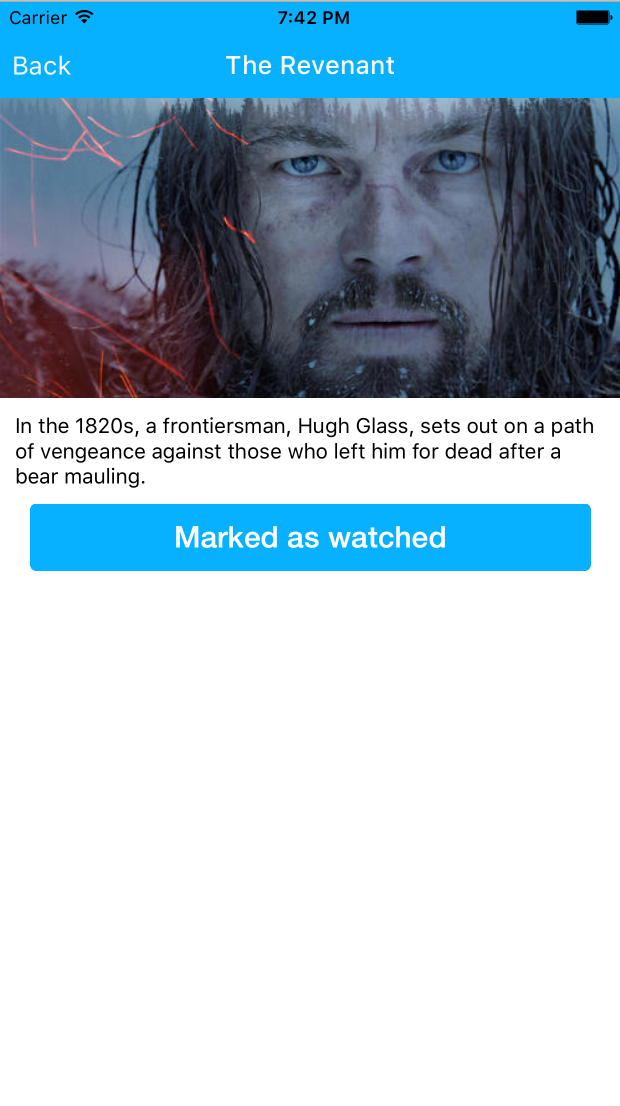 Carrier 7:42 PM
Back The Revenant
In the 1820s, a frontiersman, Hugh Glass, sets out on a path
of vengeance against those who left him for dead after a
bear mauling.
Marked as watched